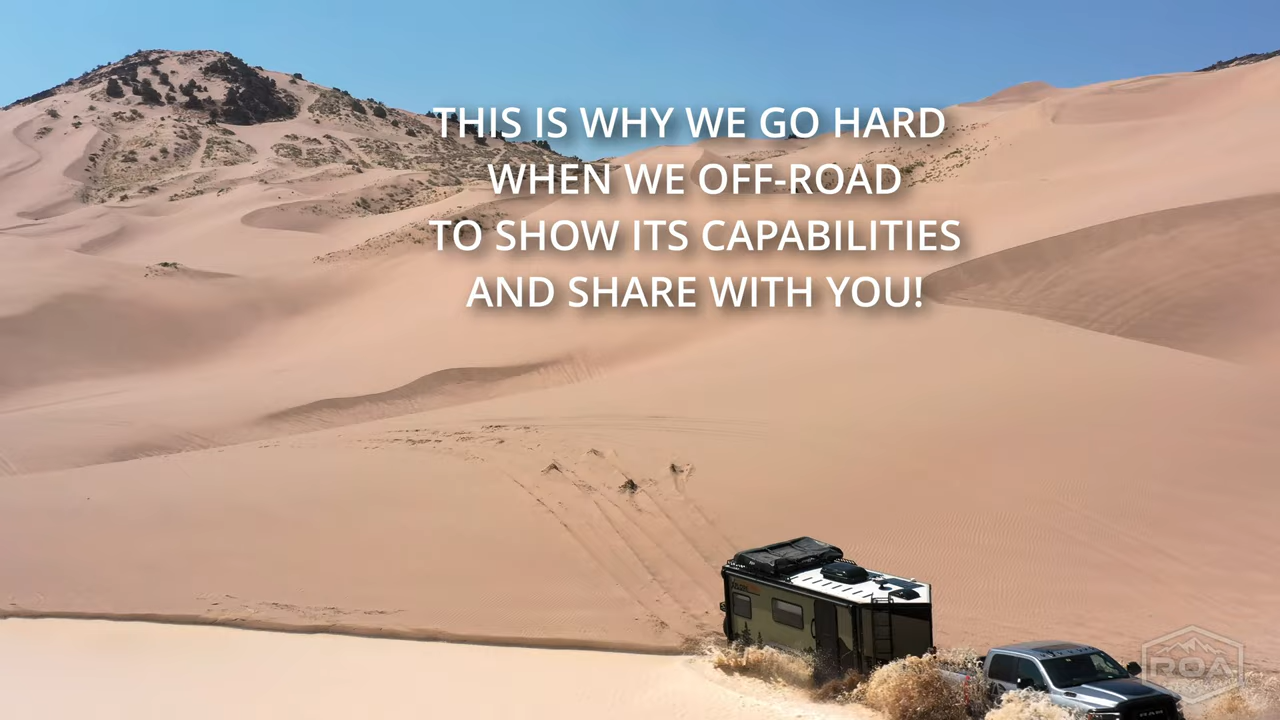 THIS IS WHY WE GO HARD
WHEN WE OFF-ROAD
TO SHOW ITS CAPABILITIES
AND SHARE WITH YOU!
ROA
RAM